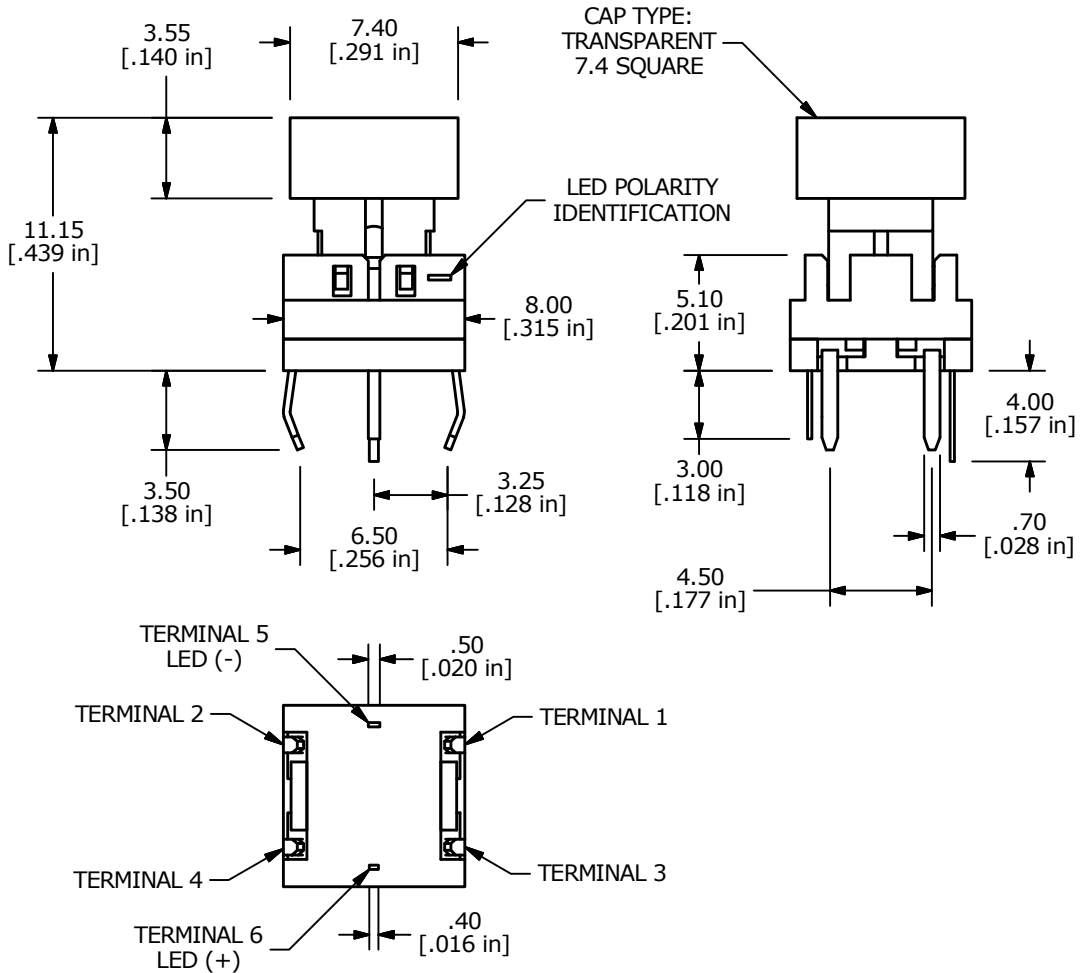 3.55
[.140 in]
7.40
[.291 in]
CAP TYPE:
TRANSPARENT
7.4 SQUARE
LED POLARITY
IDENTIFICATION
11.15
[.439 in]
8.00
[.315 in]
5.10
[.201 in]
4.00
[.157 in]
3.50
[.138 in]
3.25
[.128 in]
3.00
[.118 in]
6.50
[.256 in]
.70
[.028 in]
4.50
[.177 in]
TERMINAL 5
LED (-)
.50
[.020 in]
TERMINAL 2
TERMINAL 1
TERMINAL 4
TERMINAL 3
TERMINAL 6
LED (+)
.40
[.016 in]